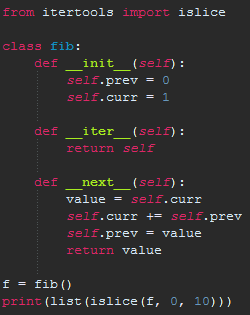 from itertools import islice
class fib:
    def __init__(self):
        self.prev = 0
        self.curr = 1
    def __iter__(self):
        return self
    def __next__(self):
        value = self.curr
        self.curr += self.prev
        self.prev = value
        return value
f = fib()
print(list(islice(f, 0, 10)))